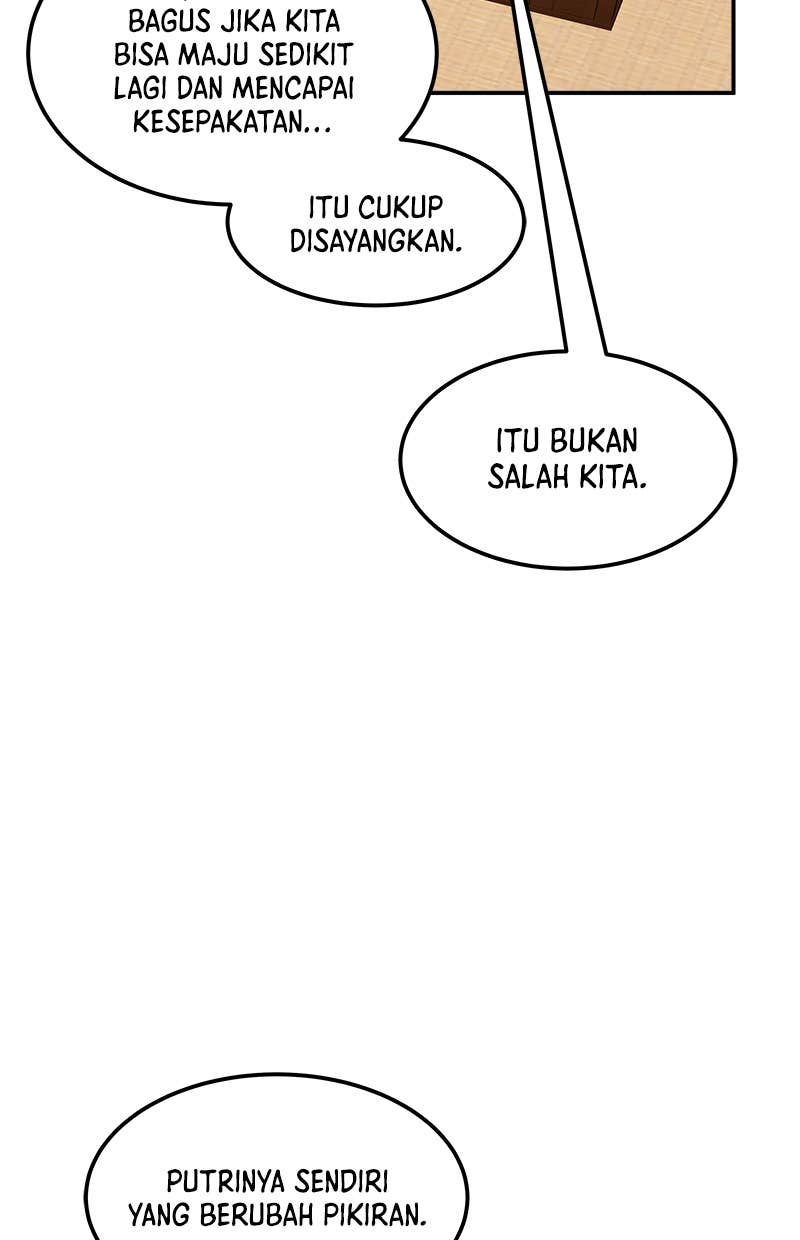 BAGUS JIKA KITA
BISA MAJU SEDIKIT
LAGI DAN MENCAPAI
KESEPAKATAN...
ITU CUKUP
DISAYANGKAN.
ITU BUKAN
SALAH KITA.
PUTRINYA SENDIRI
YANG BERUBAH PIKIRAN.